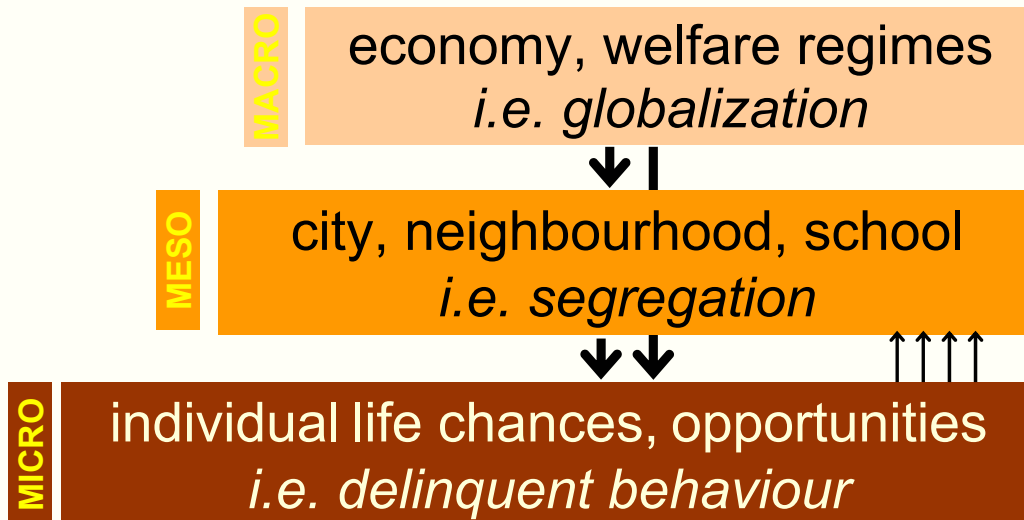 MACRO
economy, welfare regimes
i.e. globalization
MESO
city, neighbourhood, school
i.e. segregation
MICRO
individual life chances, opportunities
i.e. delinquent behaviour